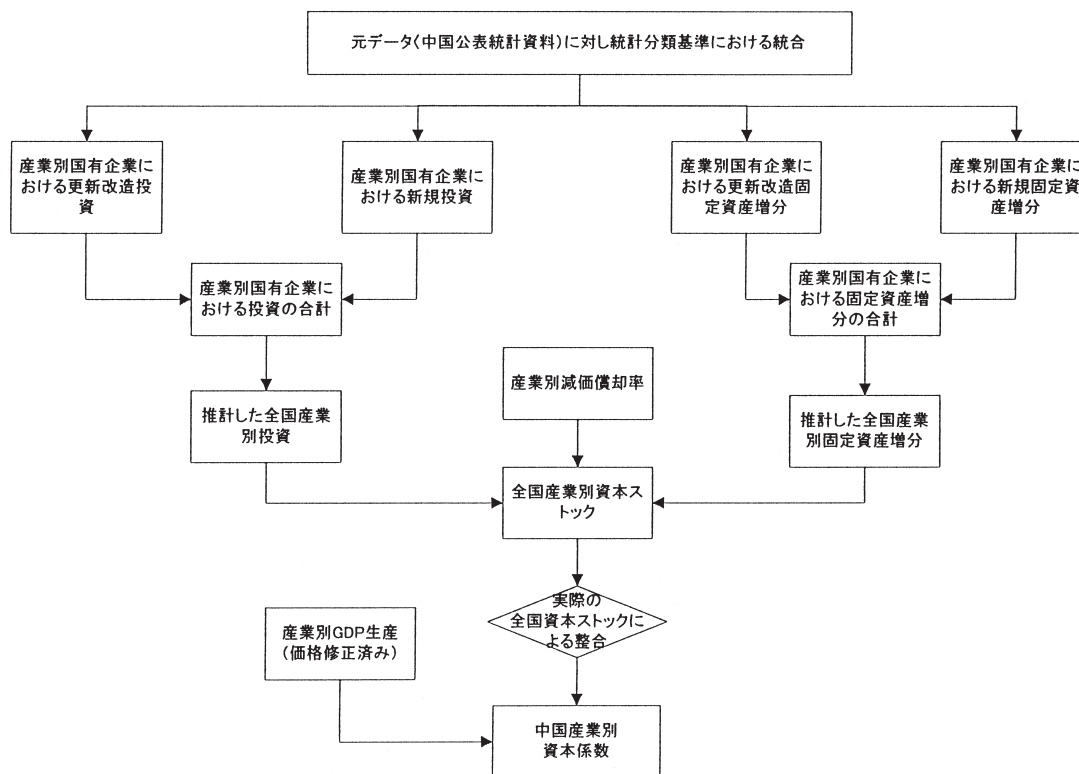 元データ(中国公表統計資料)に対し統計分類基準における統合
産業別国有企業に
おける更新改造投
資
産業別国有企業に
おける新規投資
産業別国有企業に
おける更新改造固
定資産増分
産業別国有企業に
おける新規固定資
産増分
産業別国有企業に
おける投資の合計
産業別国有企業に
おける固定資産増
分の合計
産業別減価償却率
推計した全国産業
別投資
推計した全国産業
別固定資産増分
全国産業別資本ス
トック
実際の
全国資本ストックに
よる整合
産業別GDP生産
(価格修正済み)
中国産業別
資本係数